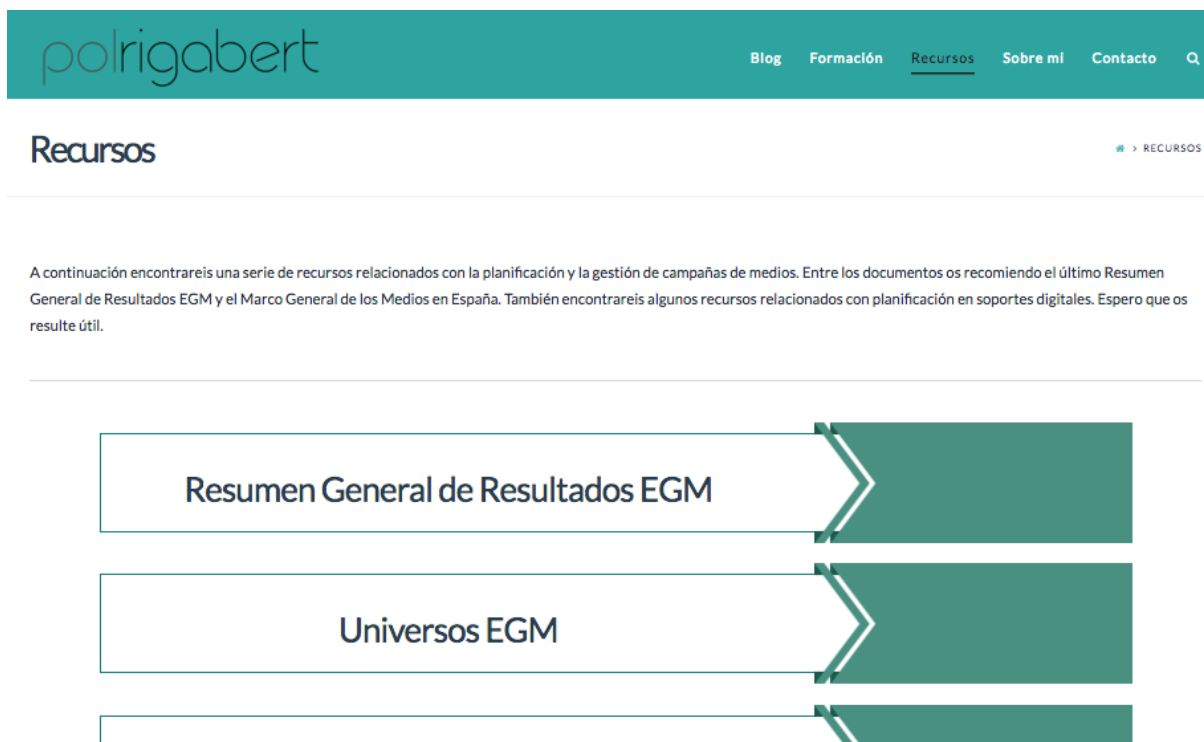 polrigabert
Blog Formación Recursos Sobre mi Contacto
Recursos
> RECURSOS
A continuación encontrareis una serie de recursos relacionados con la planificación y la gestión de campañas de medios. Entre los documentos os recomiendo el último Resumen
General de Resultados EGM y el Marco General de los Medios en España. También encontrareis algunos recursos relacionados con planificación en soportes digitales. Espero que os
resulte útil.
Resumen General de Resultados EGM
Universos EGM